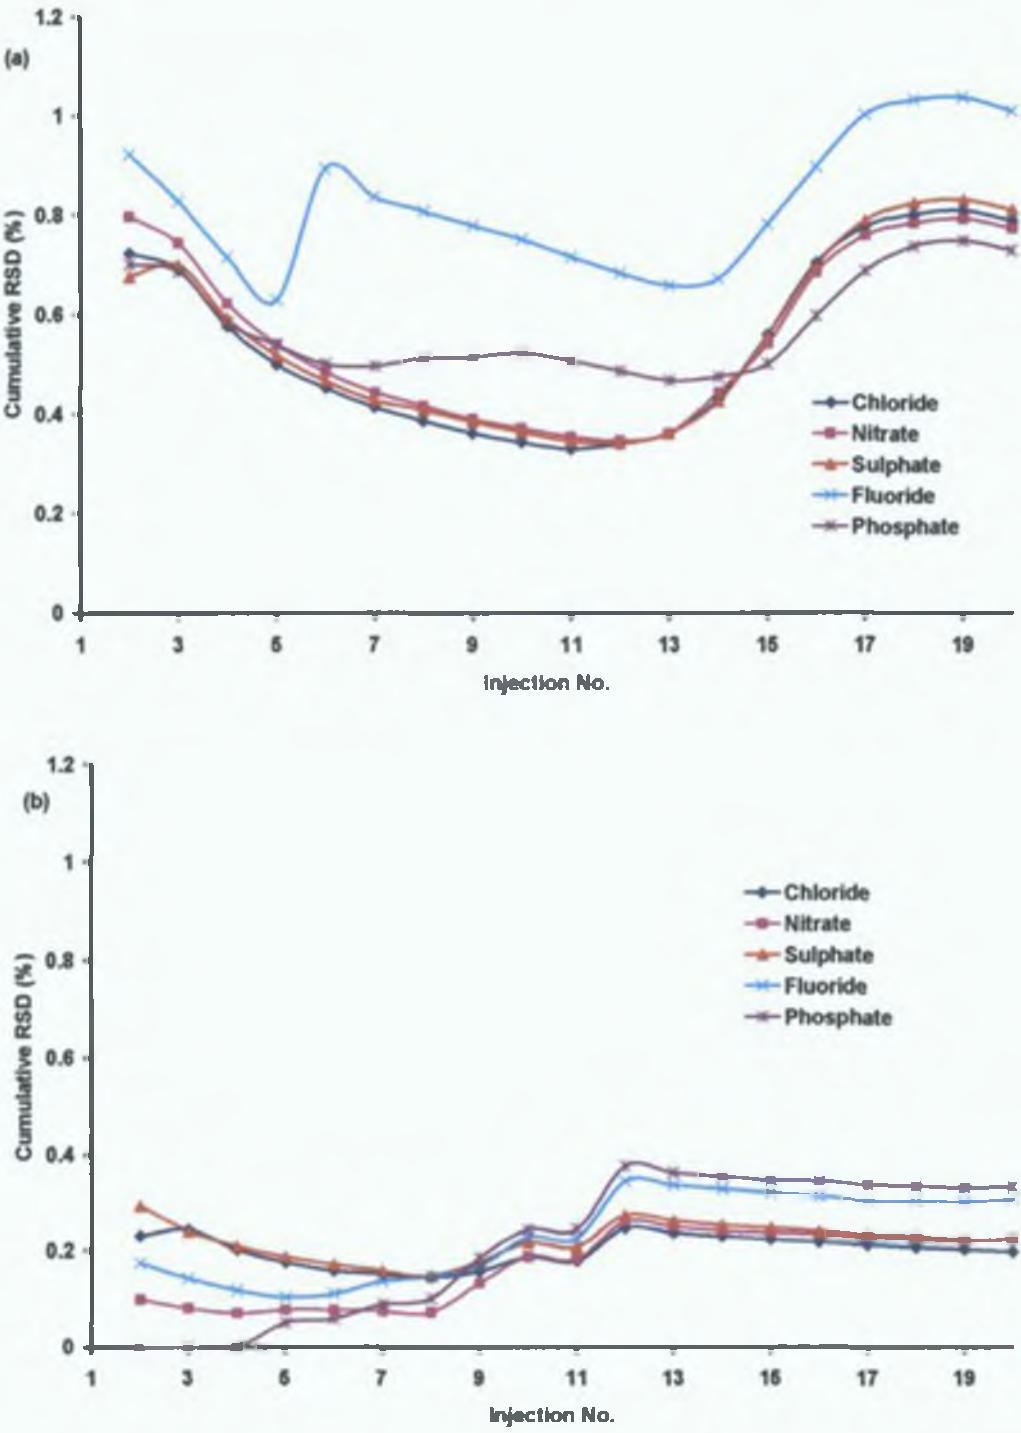 (a)
1.2
1
0.8
0.6
0.4
0.2
0
Cumulative RSD (%)
1 3 5 7 9 11 13 15 17 19
Injection No.
Chloride
Nitrate
Sulphate
Fluoride
Phosphate
(b)
1.2
1
0.8
0.6
0.4
0.2
0
Cumulative RSD (%)
1 3 5 7 9 11 13 15 17 19
Injection No.
Chloride
Nitrate
Sulphate
Fluoride
Phosphate